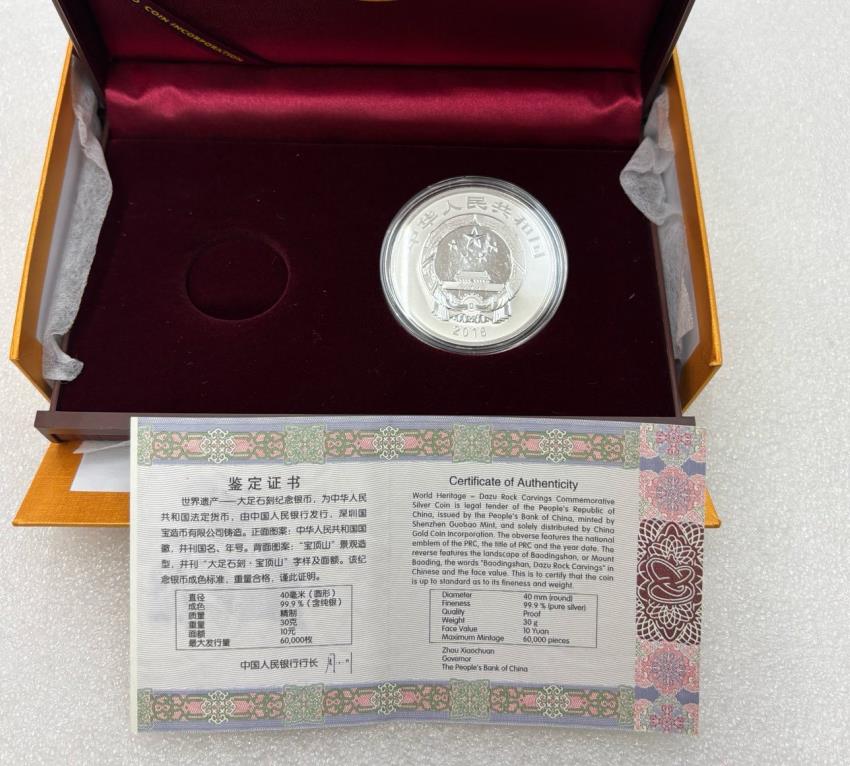 COIN INCORPORATION
中华人民共和国
2016
鉴定证书
世界遗产——大足石刻纪念银币，为中华人民
共和国法定货币，由中国人民银行发行，深圳国
宝造币有限公司铸造。正面图案：中华人民共和国国
徽，并刊国名、年号。背面图案：“宝顶山”景观造
型，并刊“大足石刻·宝顶山”字样及面额。该纪
念银币成色标准，重量合格，谨此证明。
直径 40毫米（圆形）
成色 99.9％（含纯银）
质量 精制
重量 30克
面额 10元
最大发行量 60,000枚
中国人民银行行长
Certificate of Authenticity
World Heritage – Dazu Rock Carvings Commemorative
Silver Coin is legal tender of the People's Republic of
China, issued by the People's Bank of China, minted by
Shenzhen Guobao Mint, and solely distributed by China
Gold Coin Incorporation. The obverse features the national
emblem of the PRC, the title of PRC and the year date. The
reverse features the landscape of Baodingshan, or Mount
Baoding, the words "Baodingshan, Dazu Rock Carvings" in
Chinese and the face value. This is to certify that the coin
is up to standard as to its fineness and weight.
Diameter 40 mm (round)
Fineness 99.9 % (pure silver)
Quality Proof
Weight 30 g
Face Value 10 Yuan
Maximum Mintage 60,000 pieces
Zhou Xiaochuan
Governor
The People's Bank of China